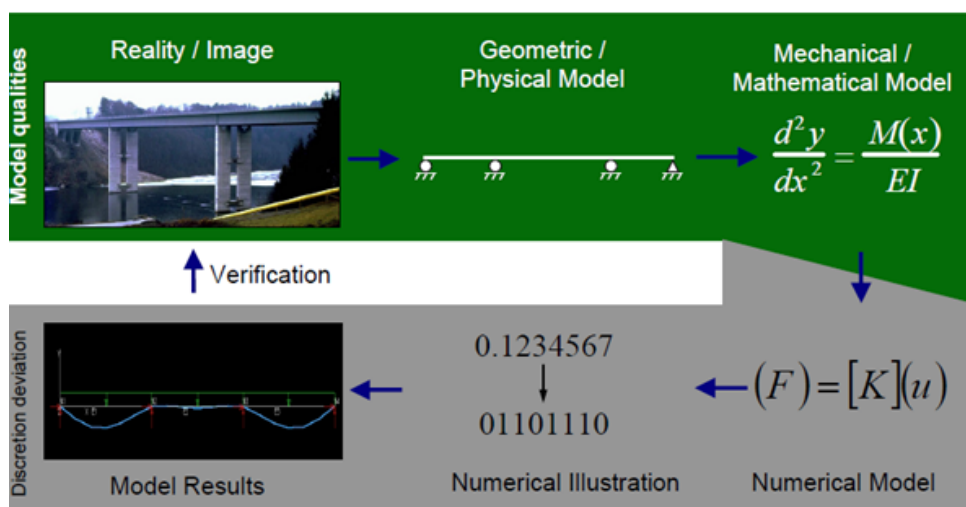 Model qualities
Reality / Image
Geometric /
Physical Model
Mechanical /
Mathematical Model
d²y/dx² = M(x)/EI
Verification
Discretion deviation
0.1234567
01101110
(F) = [K](u)
Model Results
Numerical Illustration
Numerical Model